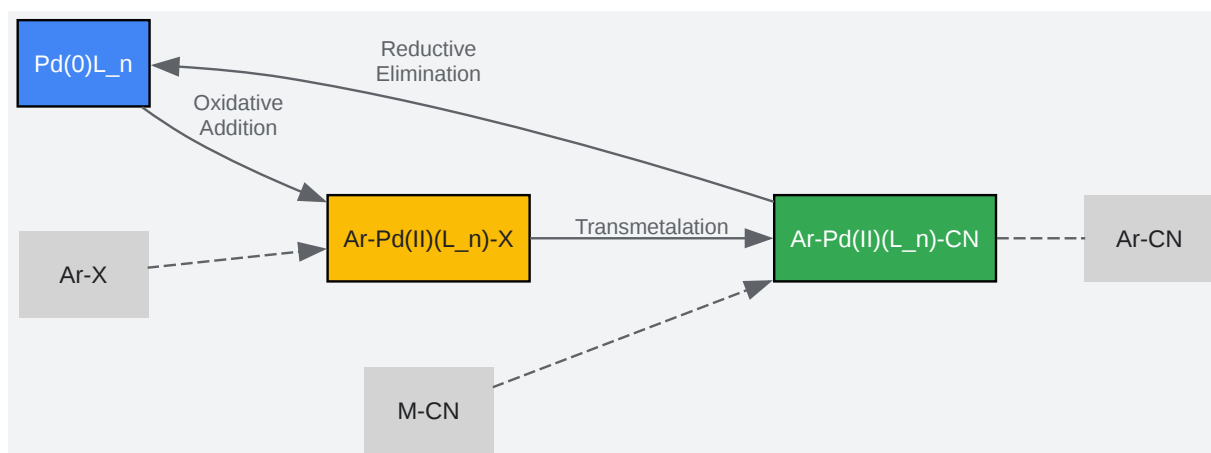 Pd(0)L_n
Reductive
Elimination
Oxidative
Addition
Ar-Pd(II)(L_n)-X
Transmetalation
Ar-Pd(II)(L_n)-CN
Ar-CN
Ar-X
M-CN